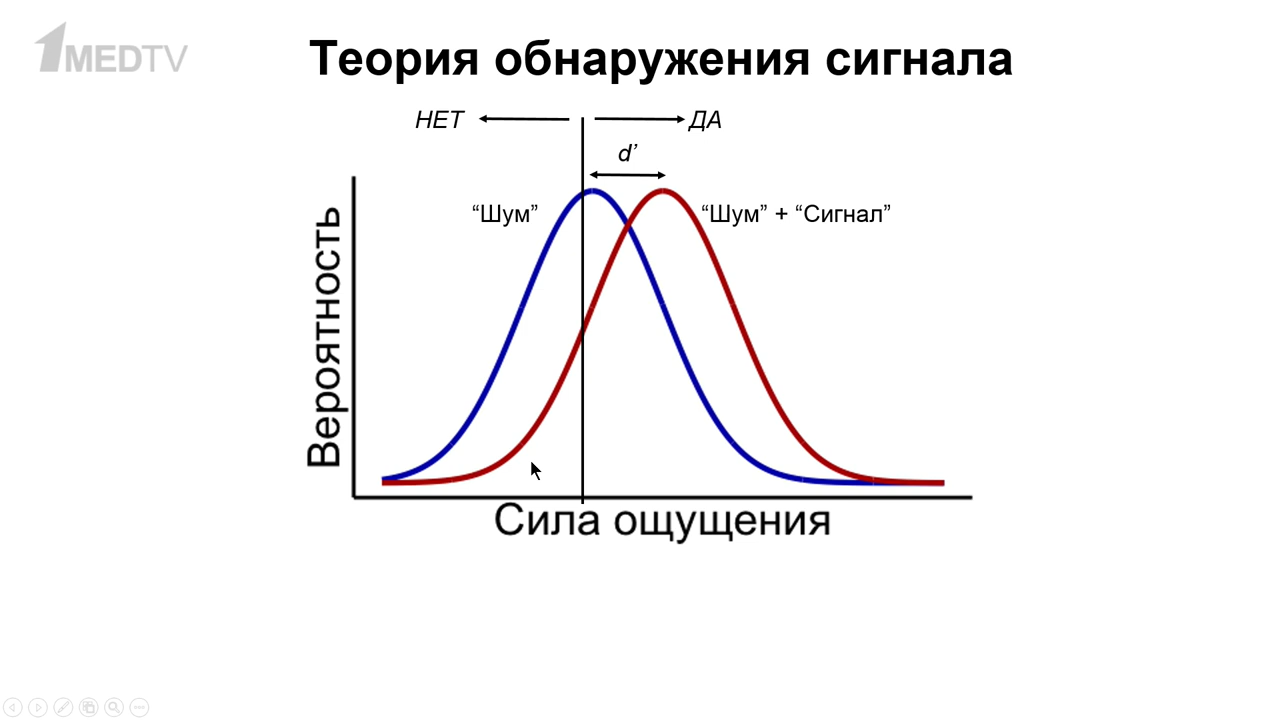 1MEDTV
Теория обнаружения сигнала
НЕТ ДА
d’
“Шум” “Шум” + “Сигнал”
Вероятность
Сила ощущения